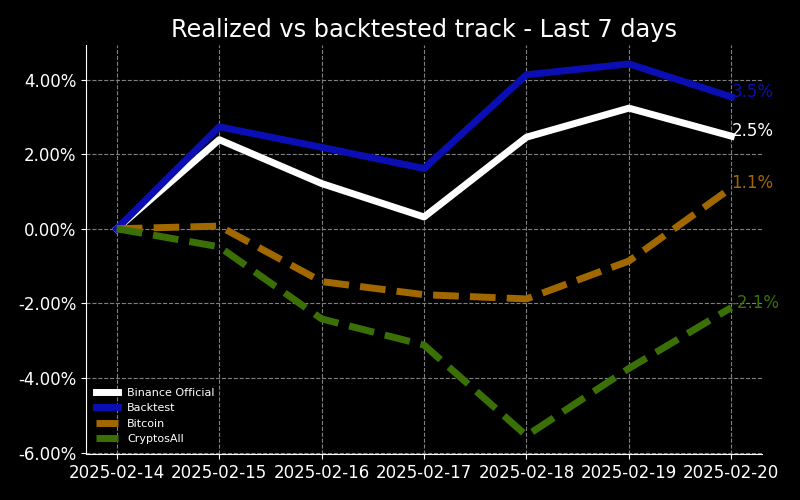 Realized vs backtested track - Last 7 days
4.00%
2.00%
0.00%
-2.00%
-4.00%
-6.00%
3.5%
2.5%
1.1%
2.1%
Binance Official
Backtest
Bitcoin
CryptosAll
2025-02-14 2025-02-15 2025-02-16 2025-02-17 2025-02-18 2025-02-19 2025-02-20